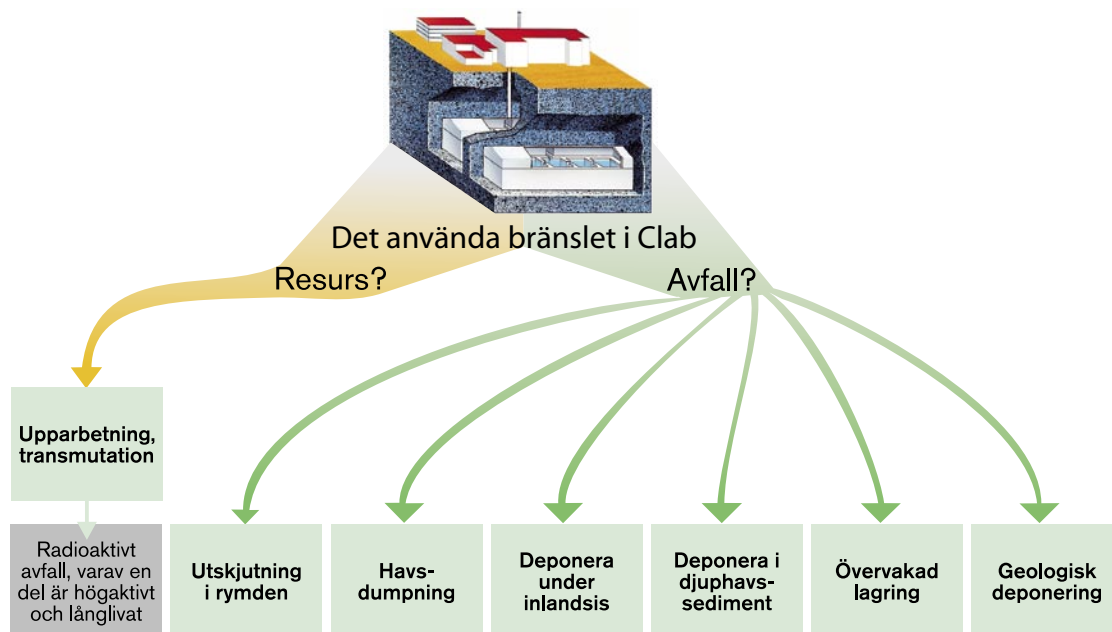 Det använda bränslet i Clab
Resurs?
Avfall?
Upparbetning,
transmutation
Radioaktivt
avfall, varav en
del är högaktivt
och långlivat
Utskjutning
i rymden
Havs-
dumpning
Deponera
under
inlandsis
Deponera i
djuphavs-
sediment
Övervakad
lagring
Geologisk
deponering